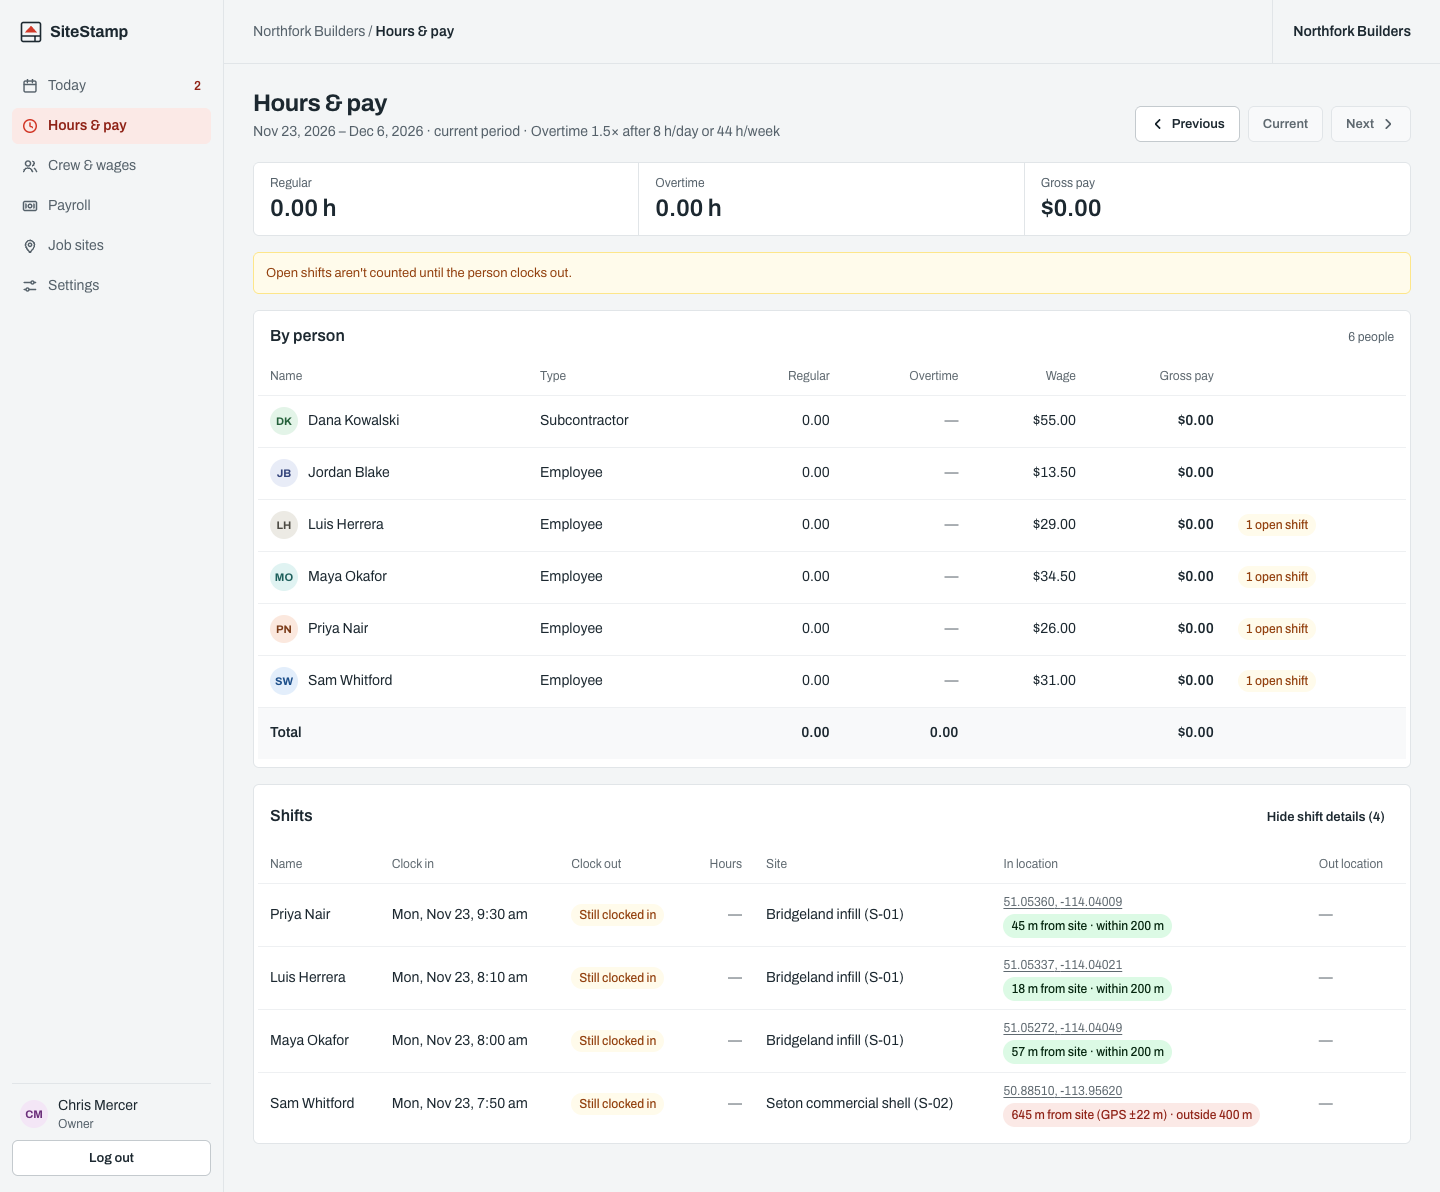 SiteStamp
Northfork Builders / Hours & pay
Northfork Builders
Today 2
Hours & pay
Crew & wages
Payroll
Job sites
Settings
Hours & pay
Nov 23, 2026 – Dec 6, 2026 · current period · Overtime 1.5× after 8 h/day or 44 h/week
Previous
Current
Next
Regular
0.00 h
Overtime
0.00 h
Gross pay
$0.00
Open shifts aren't counted until the person clocks out.
By person
6 people
Name Type Regular Overtime Wage Gross pay
DK Dana Kowalski Subcontractor 0.00 — $55.00 $0.00
JB Jordan Blake Employee 0.00 — $13.50 $0.00
LH Luis Herrera Employee 0.00 — $29.00 $0.00 1 open shift
MO Maya Okafor Employee 0.00 — $34.50 $0.00 1 open shift
PN Priya Nair Employee 0.00 — $26.00 $0.00 1 open shift
SW Sam Whitford Employee 0.00 — $31.00 $0.00 1 open shift
Total 0.00 0.00 $0.00
Shifts
Hide shift details (4)
Name Clock in Clock out Hours Site In location Out location
Priya Nair Mon, Nov 23, 9:30 am Still clocked in — Bridgeland infill (S-01) 51.05360, -114.04009 —
45 m from site · within 200 m
Luis Herrera Mon, Nov 23, 8:10 am Still clocked in — Bridgeland infill (S-01) 51.05337, -114.04021 —
18 m from site · within 200 m
Maya Okafor Mon, Nov 23, 8:00 am Still clocked in — Bridgeland infill (S-01) 51.05272, -114.04049 —
57 m from site · within 200 m
Sam Whitford Mon, Nov 23, 7:50 am Still clocked in — Seton commercial shell (S-02) 50.88510, -113.95620 —
645 m from site (GPS ±22 m) · outside 400 m
CM Chris Mercer
Owner
Log out